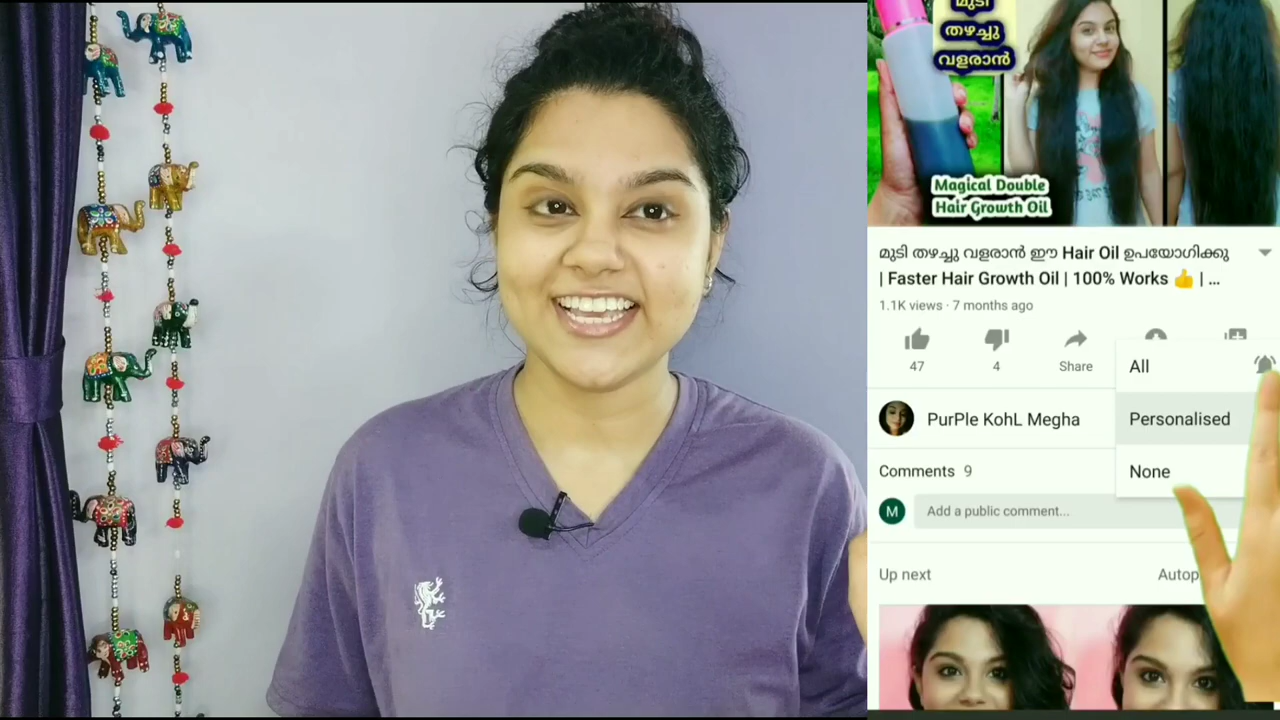 മുടി
തഴച്ചു
വളരാൻ
Magical Double
Hair Growth Oil
മുടി തഴച്ചു വളരാൻ ഈ Hair Oil ഉപയോഗിക്കൂ
| Faster Hair Growth Oil | 100% Works 👍 | ...
1.1K views · 7 months ago
47
4
Share
All
PurPle KohL Megha
Personalised
Comments 9
None
M
Add a public comment...
Up next
Autop